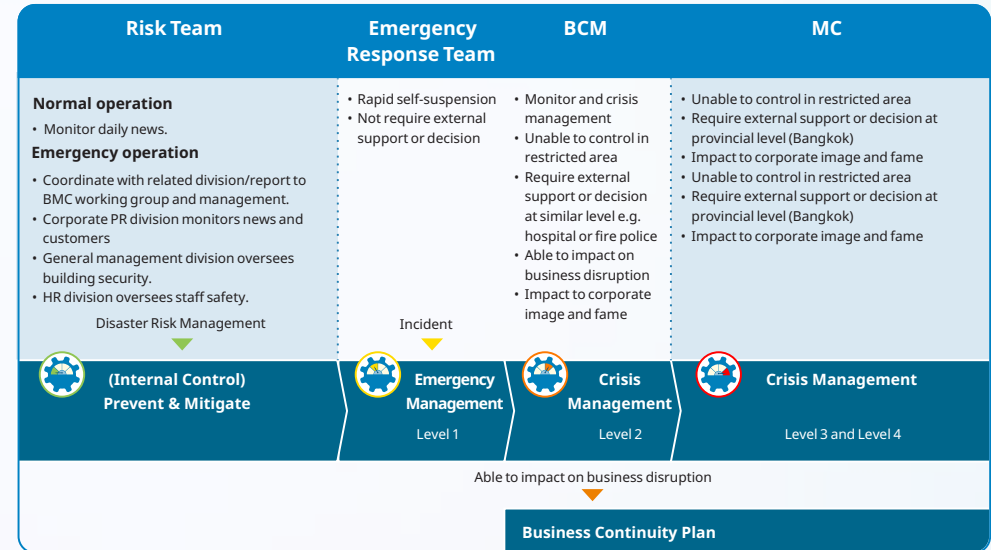 Risk Team
Emergency
Response Team
BCM
MC
Normal operation
• Monitor daily news.
Emergency operation
• Coordinate with related division/report to
BMC working group and management.
• Corporate PR division monitors news and
customers
• General management division oversees
building security.
• HR division oversees staff safety.
Disaster Risk Management
• Rapid self-suspension
• Not require external
support or decision
Incident
• Monitor and crisis
management
• Unable to control in
restricted area
• Require external
support or decision
at similar level e.g.
hospital or fire police
• Able to impact on
business disruption
• Impact to corporate
image and fame
• Unable to control in restricted area
• Require external support or decision at
provincial level (Bangkok)
• Impact to corporate image and fame
• Unable to control in restricted area
• Require external support or decision at
provincial level (Bangkok)
• Impact to corporate image and fame
(Internal Control)
Prevent & Mitigate
Emergency
Management
Level 1
Crisis
Management
Level 2
Crisis Management
Level 3 and Level 4
Able to impact on business disruption
Business Continuity Plan